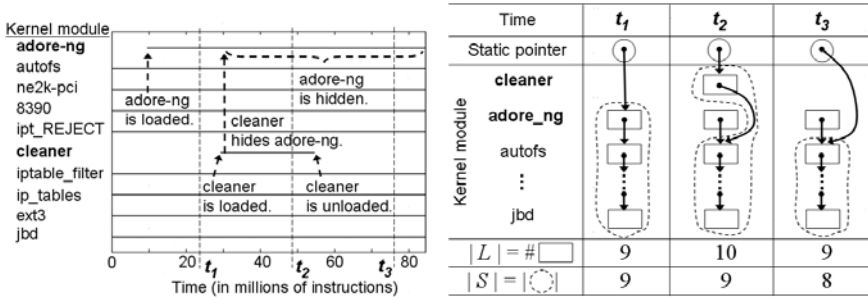 Kernel module
adore-ng
autofs
ne2k-pci
8390
ipt_REJECT
cleaner
iptable_filter
ip_tables
ext3
jbd
adore-ng
is loaded.
adore-ng
is hidden.
cleaner
hides adore-ng.
cleaner
is loaded.
cleaner
is unloaded.
0 20 40 60 80
t1 t2 t3
Time (in millions of instructions)
Time t1 t2 t3
Static pointer
Kernel module
cleaner
adore_ng
autofs
jbd
|L| = # 9 10 9
|S| = | | 9 9 8